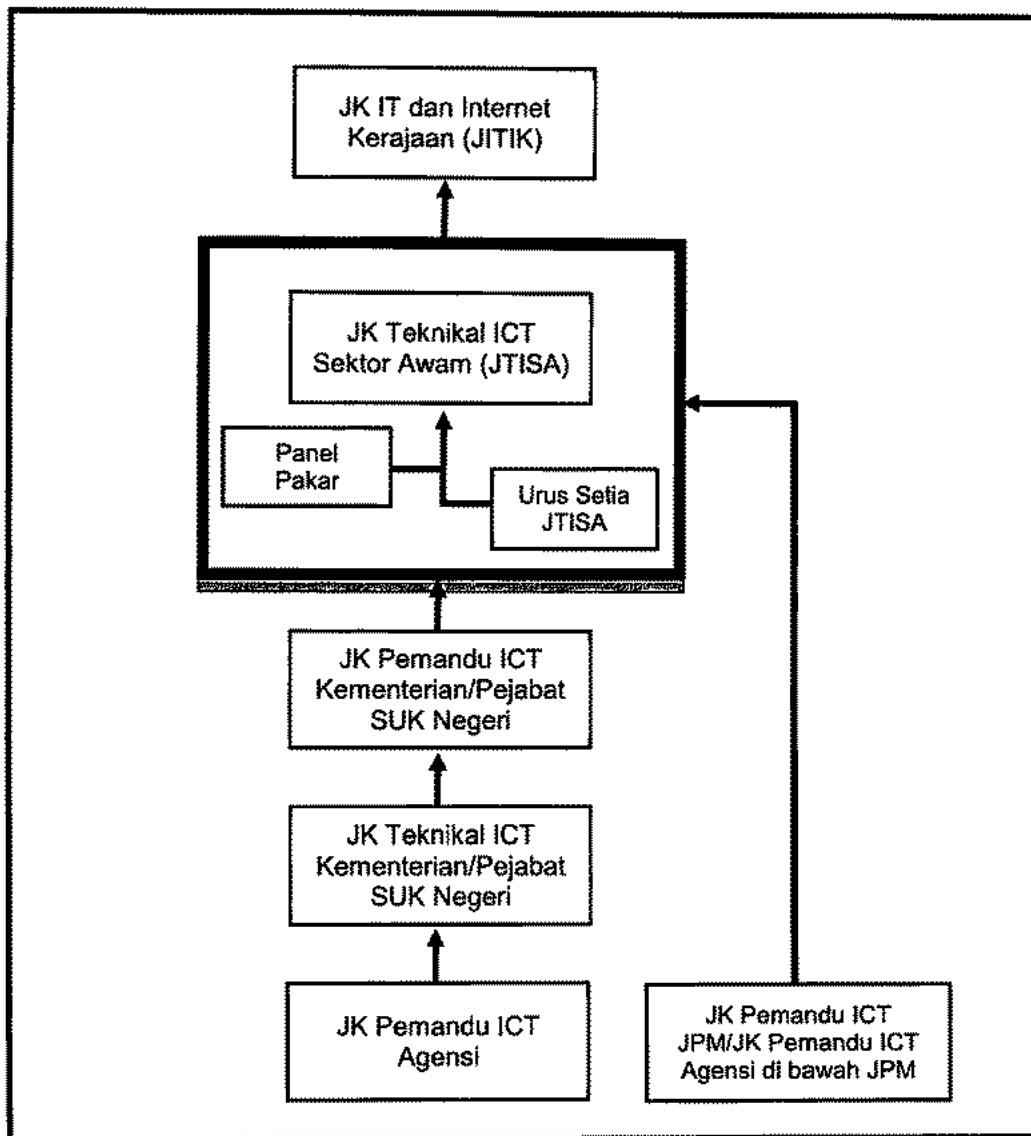 JK IT dan Internet
Kerajaan (JITIK)
JK Teknikal ICT
Sektor Awam (JTISA)
Panel
Pakar
Urus Setia
JTISA
JK Pemandu ICT
Kementerian/Pejabat
SUK Negeri
JK Teknikal ICT
Kementerian/Pejabat
SUK Negeri
JK Pemandu ICT
Agensi
JK Pemandu ICT
JPM/JK Pemandu ICT
Agensi di bawah JPM